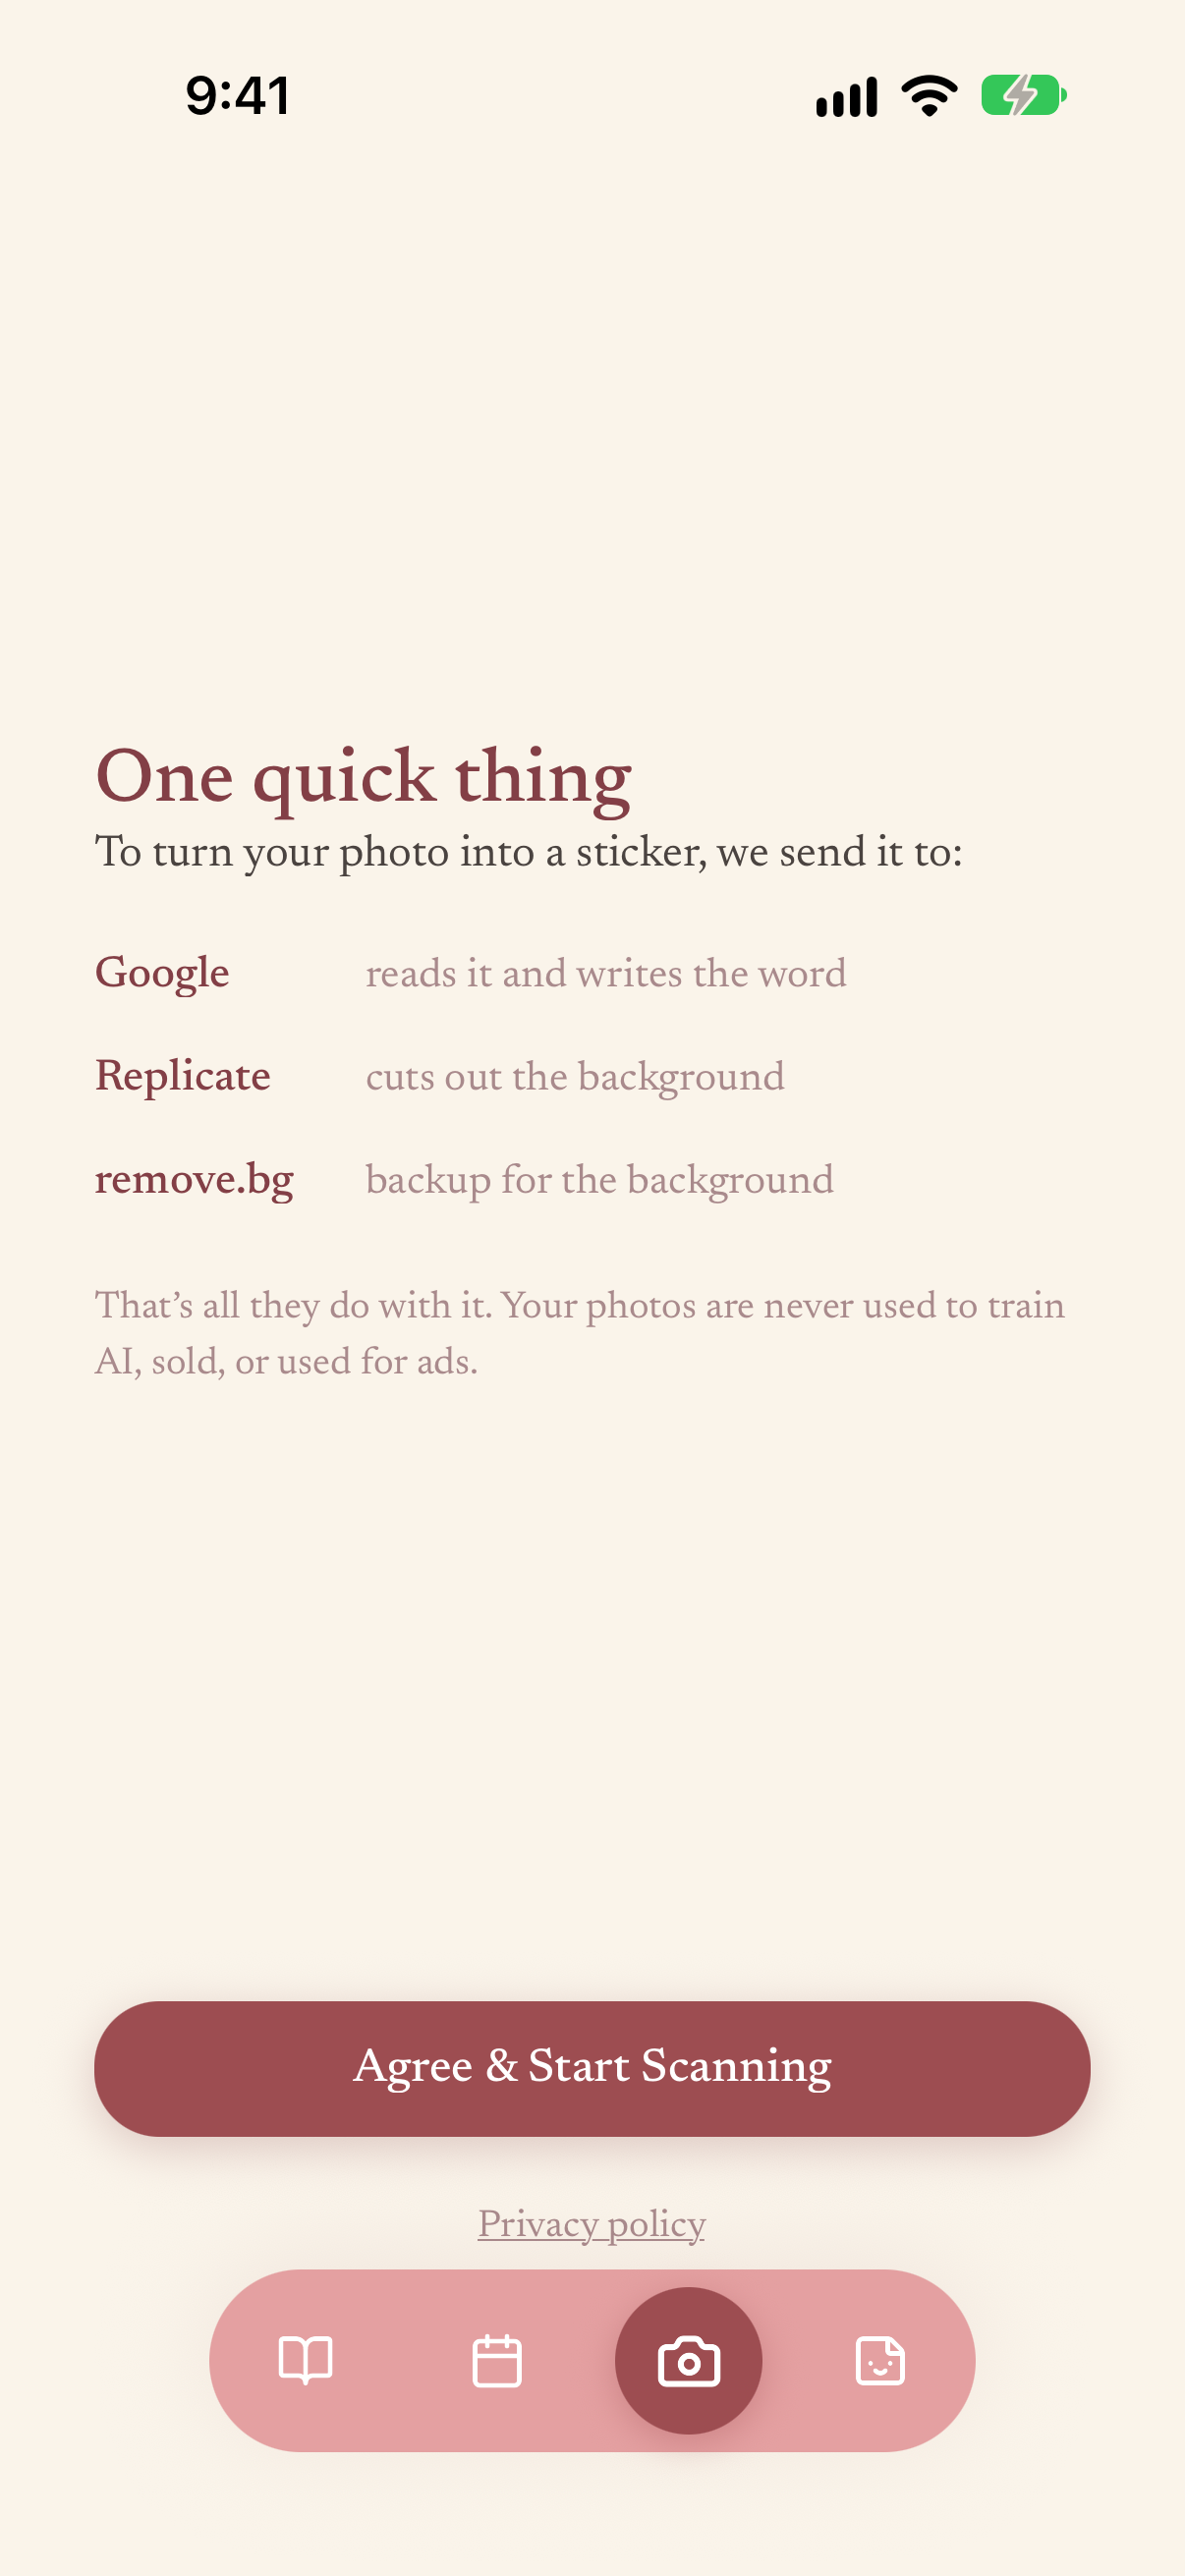 9:41
One quick thing
To turn your photo into a sticker, we send it to:
Google reads it and writes the word
Replicate cuts out the background
remove.bg backup for the background
That’s all they do with it. Your photos are never used to train
AI, sold, or used for ads.
Agree & Start Scanning
Privacy policy